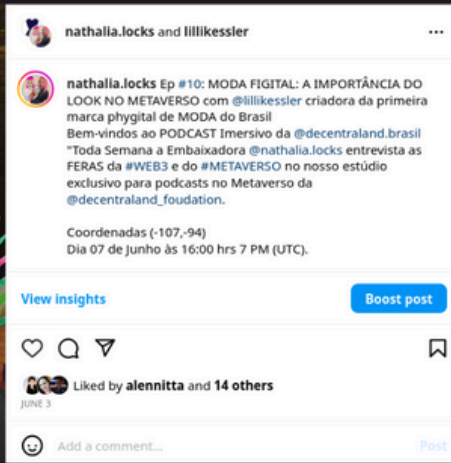 nathalia.locks and lillikessler
nathalia.locks Ep #10: MODA FIGITAL: A IMPORTÂNCIA DO
LOOK NO METAVERSO com @lillikessler criadora da primeira
marca phygital de MODA do Brasil
Bem-vindos ao PODCAST Imersivo da @decentraland.brasil
"Toda Semana a Embaixadora @nathalia.locks entrevista as
FERAS da #WEB3 e do #METAVERSO no nosso estúdio
exclusivo para podcasts no Metaverso da
@decentraland_foudation.
Coordenadas (-107,-94)
Dia 07 de Junho às 16:00 hrs 7 PM (UTC).
View insights
Boost post
Liked by alennitta and 14 others
JUNE 3
Add a comment...
Post